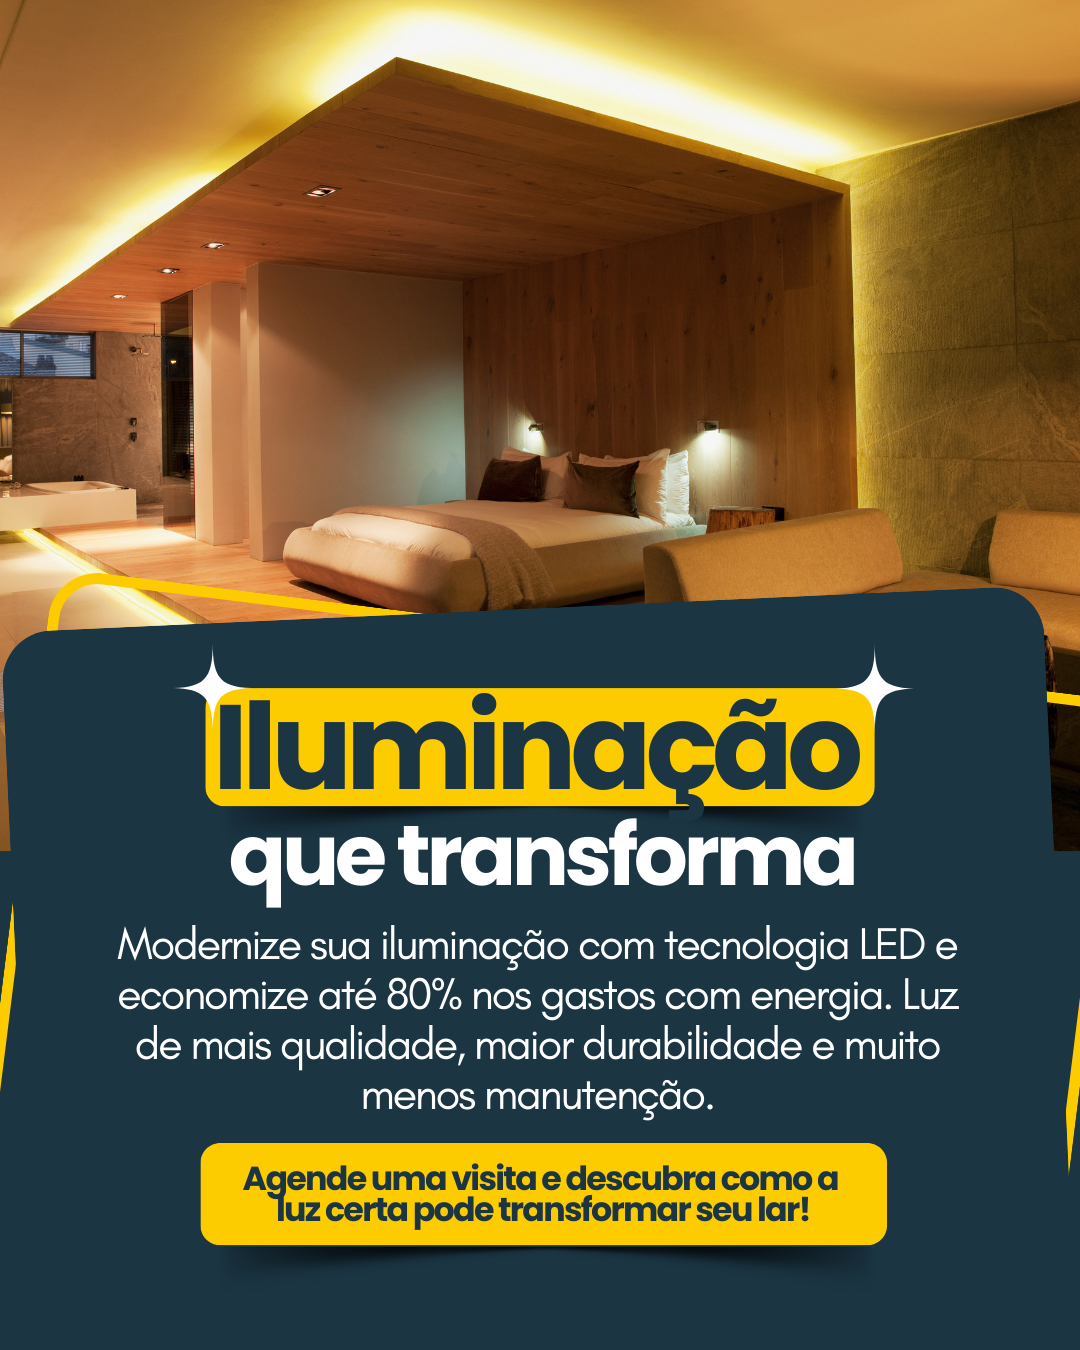 Iluminação
que transforma
Modernize sua iluminação com tecnologia LED e
economize até 80% nos gastos com energia. Luz
de mais qualidade, maior durabilidade e muito
menos manutenção.
Agende uma visita e descubra como a
luz certa pode transformar seu lar!